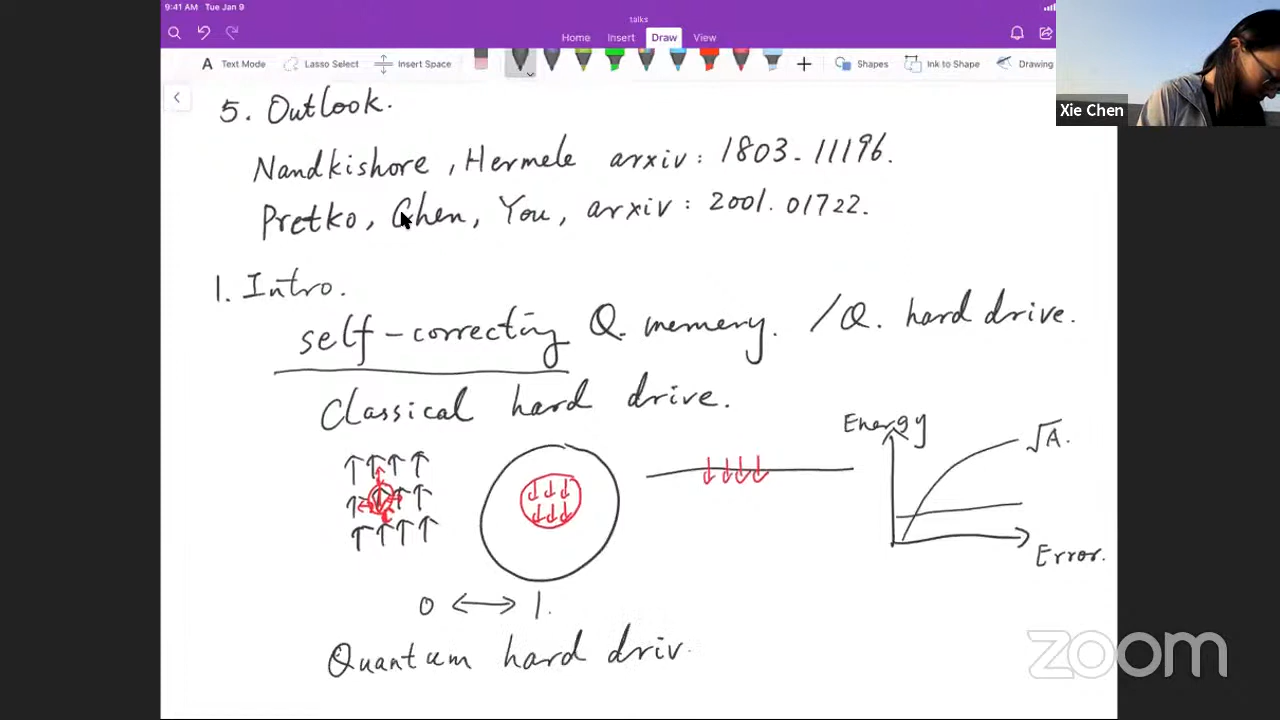 9:41 AM Tue Jan 9
talks
Home Insert Draw View
Text Mode Lasso Select Insert Space Shapes Ink to Shape Drawing
Xie Chen
5. Outlook.
Nandkishore, Hermele arxiv: 1803.11196.
Pretko, Chen, You, arxiv: 2001.01722.
1. Intro.
self-correcting Q. memery. / Q. hard drive.
Classical hard drive.
Energy
√A.
Error.
0 ↔ 1.
Quantum hard driv
zoom